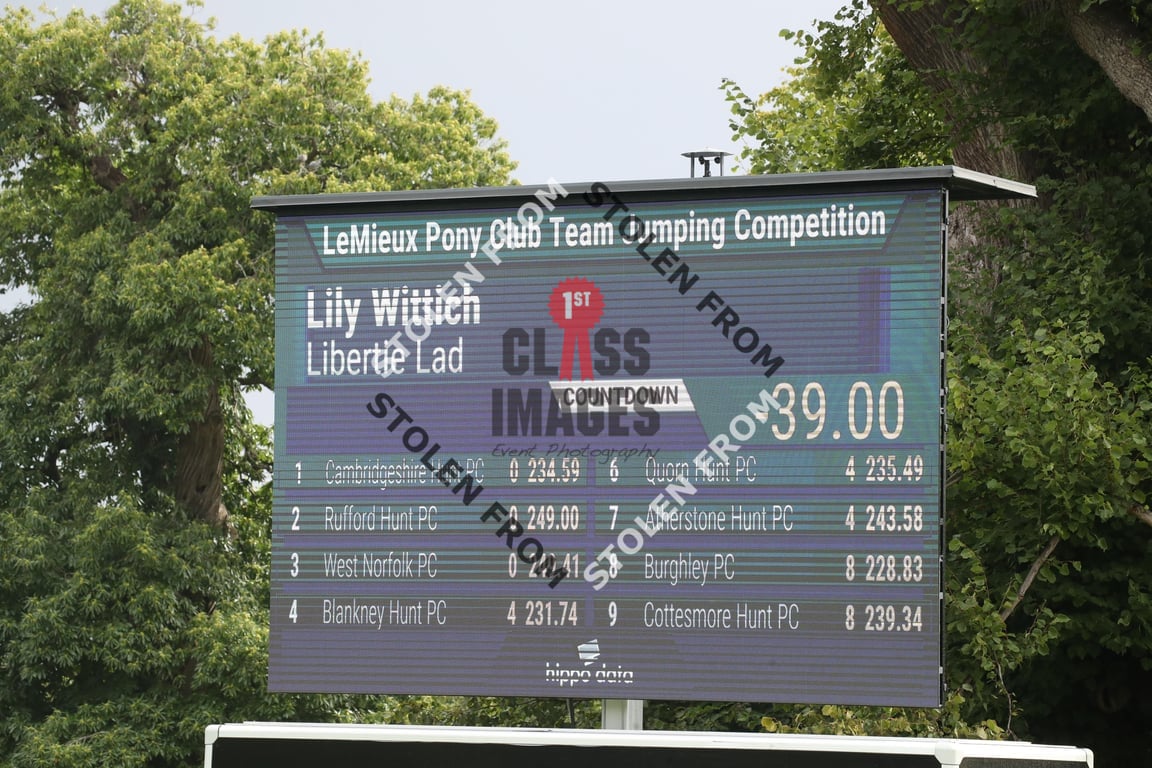 LeMieux Pony Club Team Jumping Competition
Lily Wittich
Libertie Lad
COUNTDOWN
-39.00
1 Cambridgeshire Hunt PC 0 234.59
2 Rufford Hunt PC 0 249.00
3 West Norfolk PC 0
4 Blankney Hunt PC 4 231.74
6 Quorn Hunt PC 4 235.49
7 Atherstone Hunt PC 4 243.58
8 Burghley PC 8 228.83
9 Cottesmore Hunt PC 8 239.34
hippo data
1ST
CLASS
IMAGES
Event Photography
STOLEN FROM
STOLEN FROM
STOLEN FROM
STOLEN FROM